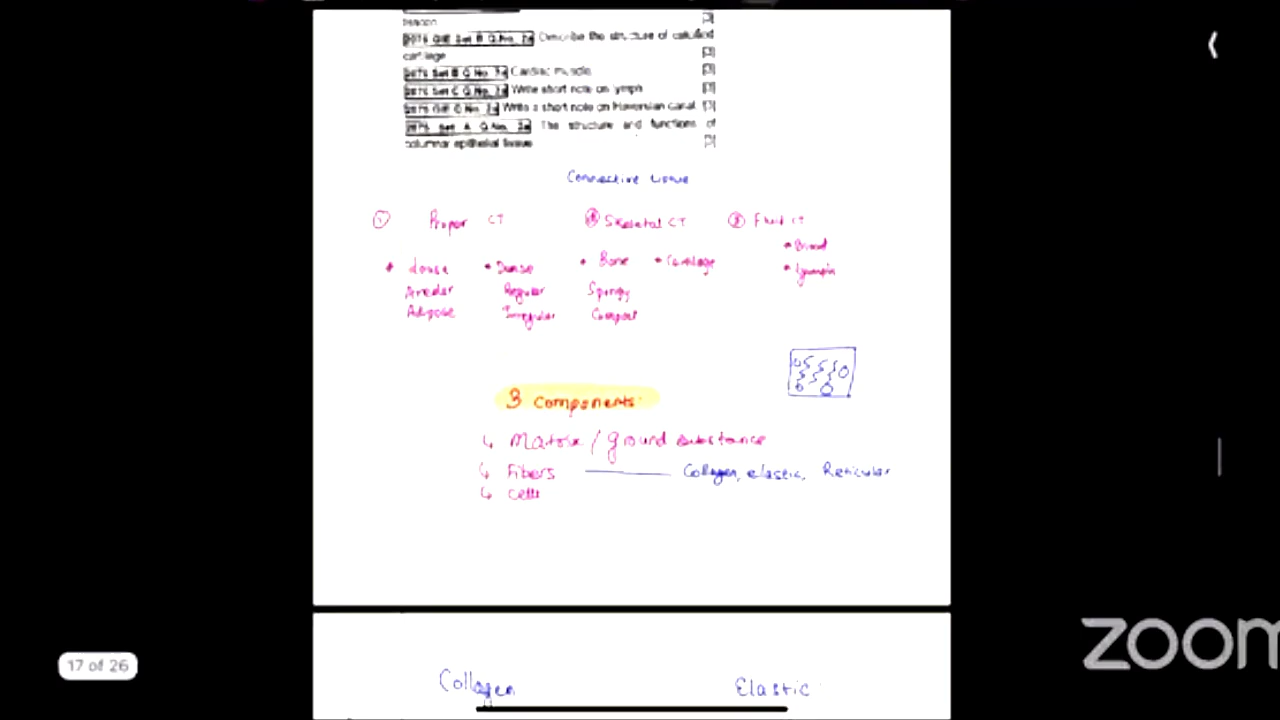 Describe the structure of
cartilage
Cardiac muscle
Write short note on lymph
Write a short note on Haversian canal
The structure and functions of
columnar epithelial tissue
Connective tissue
① Proper CT ② Skeletal CT ③ Fluid CT
• Blood
• lymph
• loose • Dense • Bone • Cartilage
Areolar Regular Spongy
Adipose Irregular Compact
3 components:
↳ Matrix / ground substance
↳ Fibers — Collagen, elastic, Reticular
↳ cells
Collagen Elastic
17 of 26
zoom